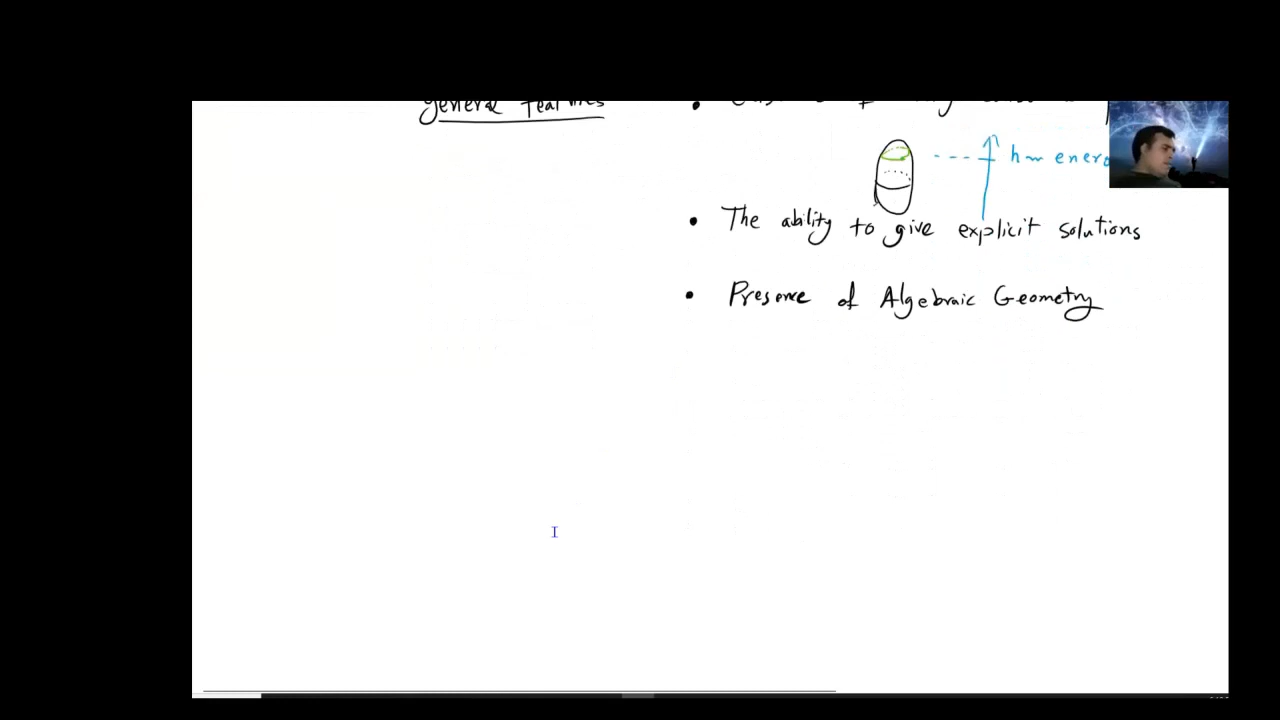 general features
h ~ energ
• The ability to give explicit solutions
• Presence of Algebraic Geometry